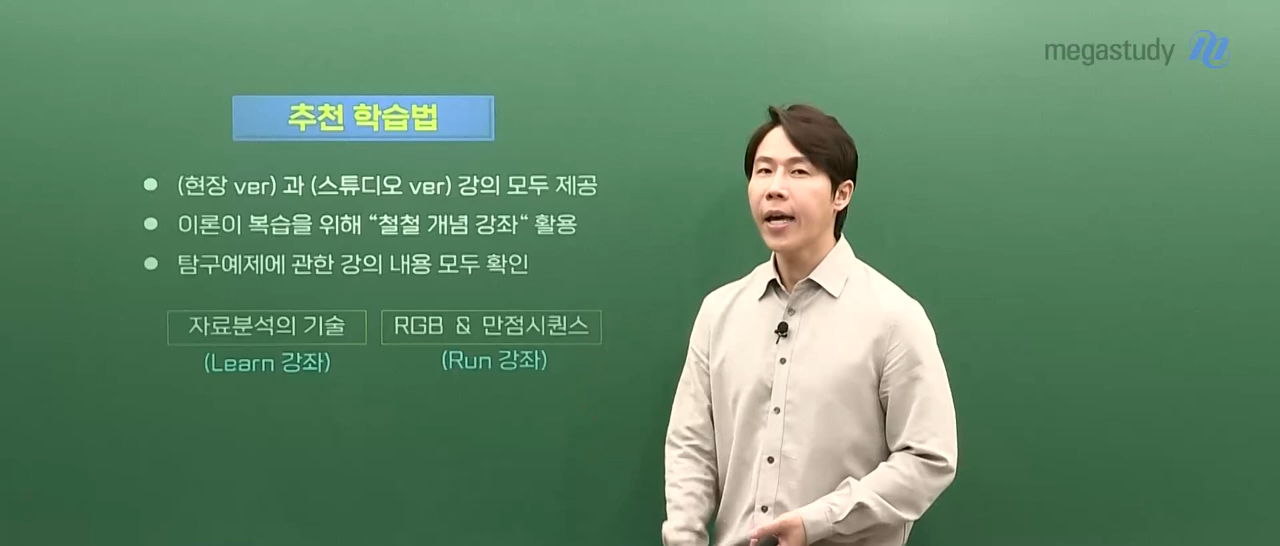 megastudy
추천 학습법
• (현장 ver) 과 (스튜디오 ver) 강의 모두 제공
• 이론이 복습을 위해 “철철 개념 강좌“ 활용
• 탐구예제에 관한 강의 내용 모두 확인
자료분석의 기술 RGB & 만점시퀀스
(Learn 강좌) (Run 강좌)